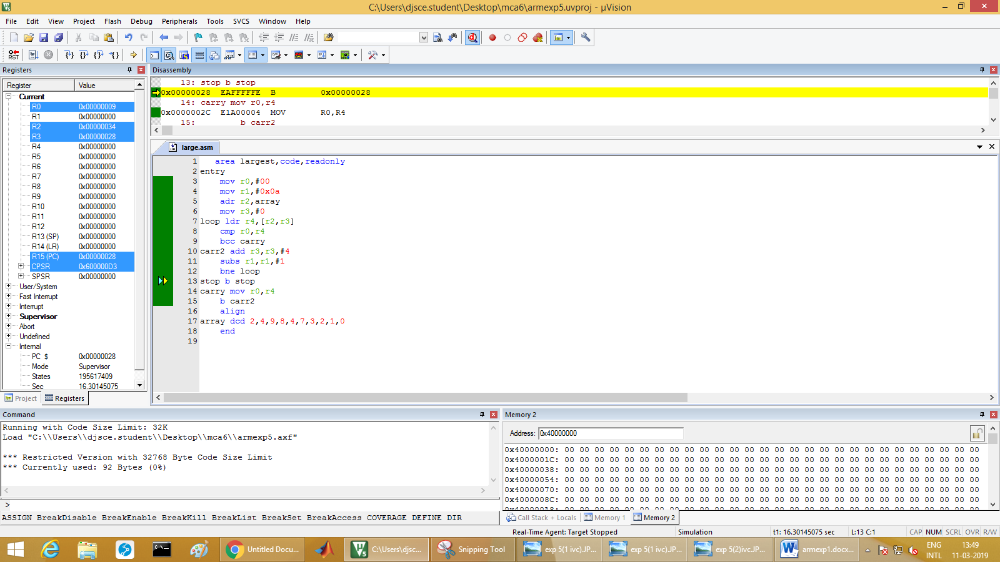 C:\Users\djsce.student\Desktop\mca6\armexp5.uvproj - µVision
File Edit View Project Flash Debug Peripherals Tools SVCS Window Help
Registers
Register Value
Current
R0 0x00000009
R1 0x00000000
R2 0x00000034
R3 0x00000028
R4 0x00000000
R5 0x00000000
R6 0x00000000
R7 0x00000000
R8 0x00000000
R9 0x00000000
R10 0x00000000
R11 0x00000000
R12 0x00000000
R13 (SP) 0x00000000
R14 (LR) 0x00000000
R15 (PC) 0x00000028
CPSR 0x600000D3
SPSR 0x00000000
User/System
Fast Interrupt
Interrupt
Supervisor
Abort
Undefined
Internal
PC $ 0x00000028
Mode Supervisor
States 195617409
Sec 16.30145075
Project Registers
Disassembly
13: stop b stop
0x00000028 EAFFFFFE B 0x00000028
14: carry mov r0,r4
0x0000002C E1A00004 MOV R0,R4
15: b carr2
large.asm
1 area largest,code,readonly
2 entry
3 mov r0,#00
4 mov r1,#0x0a
5 adr r2,array
6 mov r3,#0
7 loop ldr r4,[r2,r3]
8 cmp r0,r4
9 bcc carry
10 carr2 add r3,r3,#4
11 subs r1,r1,#1
12 bne loop
13 stop b stop
14 carry mov r0,r4
15 b carr2
16 align
17 array dcd 2,4,9,8,4,7,3,2,1,0
18 end
19
Command
Running with Code Size Limit: 32K
Load "C:\\Users\\djsce.student\\Desktop\\mca6\\armexp5.axf"
*** Restricted Version with 32768 Byte Code Size Limit
*** Currently used: 92 Bytes (0%)
>
ASSIGN BreakDisable BreakEnable BreakKill BreakList BreakSet BreakAccess COVERAGE DEFINE DIR
Memory 2
Address: 0x40000000
0x40000000: 00 00 00 00 00 00 00 00 00 00 00 00 00 00 00 00 00 00 00 00 00 00 00 00 00 00 00 00
0x4000001C: 00 00 00 00 00 00 00 00 00 00 00 00 00 00 00 00 00 00 00 00 00 00 00 00 00 00 00 00
0x40000038: 00 00 00 00 00 00 00 00 00 00 00 00 00 00 00 00 00 00 00 00 00 00 00 00 00 00 00 00
0x40000054: 00 00 00 00 00 00 00 00 00 00 00 00 00 00 00 00 00 00 00 00 00 00 00 00 00 00 00 00
0x40000070: 00 00 00 00 00 00 00 00 00 00 00 00 00 00 00 00 00 00 00 00 00 00 00 00 00 00 00 00
0x4000008C: 00 00 00 00 00 00 00 00 00 00 00 00 00 00 00 00 00 00 00 00 00 00 00 00 00 00 00 00
Call Stack + Locals Memory 1 Memory 2
Real-Time Agent: Target Stopped Simulation t1: 16.30145075 sec L:13 C:1 CAP NUM SCRL OVR R/W
Untitled Docu... C:\Users\djsc... Snipping Tool exp 5(1 ivc).JP... exp 5(1 ivc).JP... exp 5(2)ivc.JP... armexp1.docx... ENG 13:49
INTL 11-03-2019